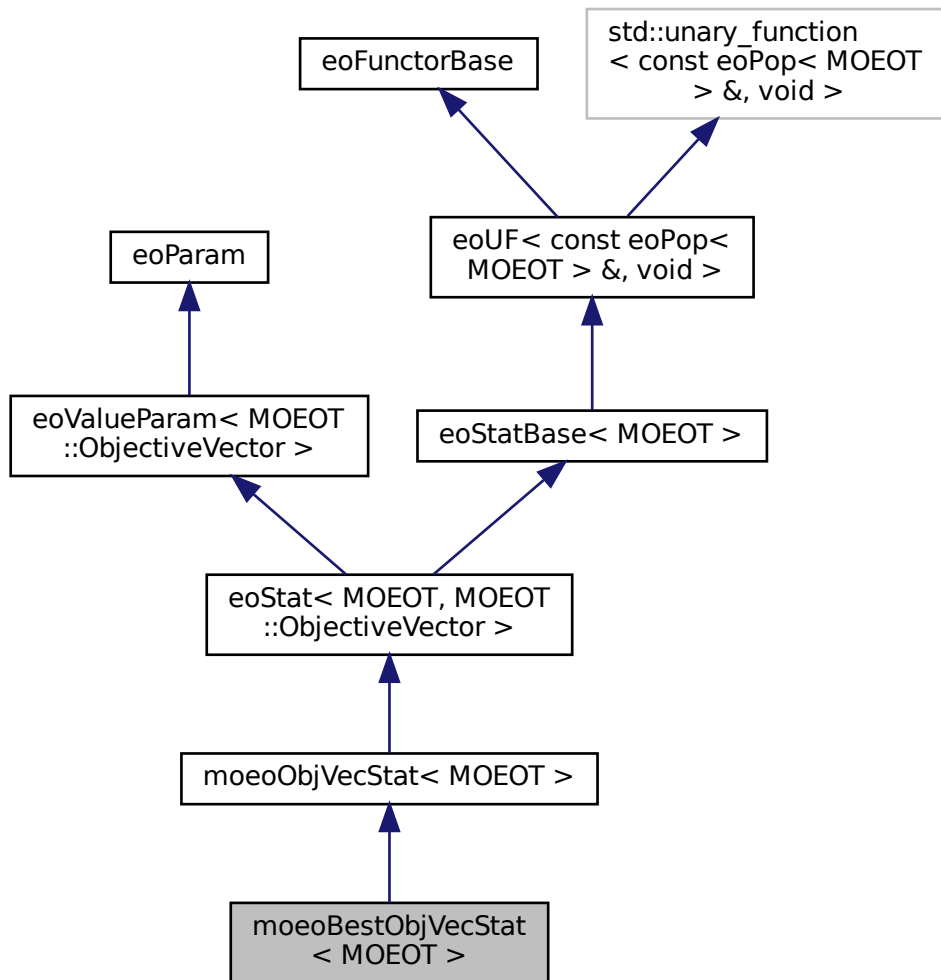 std::unary_function
< const eoPop< MOEOT
> &, void >
eoFunctorBase
eoUF< const eoPop<
MOEOT > &, void >
eoParam
eoValueParam< MOEOT
::ObjectiveVector >
eoStatBase< MOEOT >
eoStat< MOEOT, MOEOT
::ObjectiveVector >
moeoObjVecStat< MOEOT >
moeoBestObjVecStat
< MOEOT >